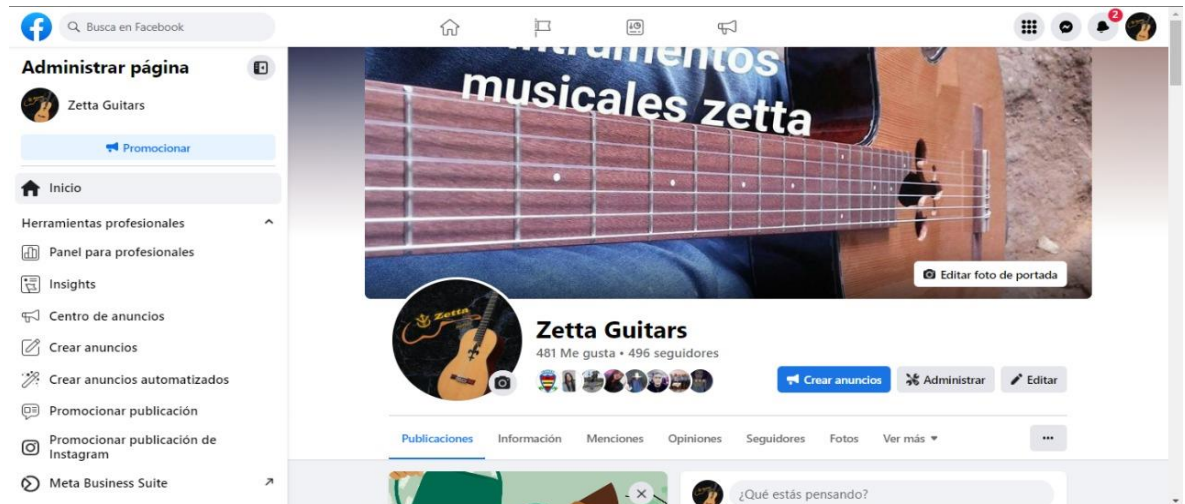 Busca en Facebook
2
Administrar página
Zetta Guitars
Promocionar
Inicio
Herramientas profesionales
Panel para profesionales
Insights
Centro de anuncios
Crear anuncios
Crear anuncios automatizados
Promocionar publicación
Promocionar publicación de
Instagram
Meta Business Suite
musicales zetta
Editar foto de portada
Zetta
Zetta Guitars
481 Me gusta • 496 seguidores
Crear anuncios
Administrar
Editar
Publicaciones Información Menciones Opiniones Seguidores Fotos Ver más
¿Qué estás pensando?